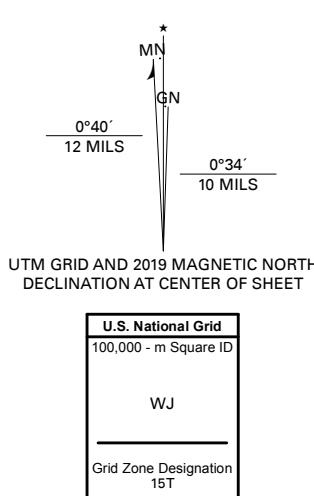 MN
GN
0°40´
12 MILS
0°34´
10 MILS
UTM GRID AND 2019 MAGNETIC NORTH
DECLINATION AT CENTER OF SHEET
U.S. National Grid
100,000 - m Square ID
WJ
Grid Zone Designation
15T